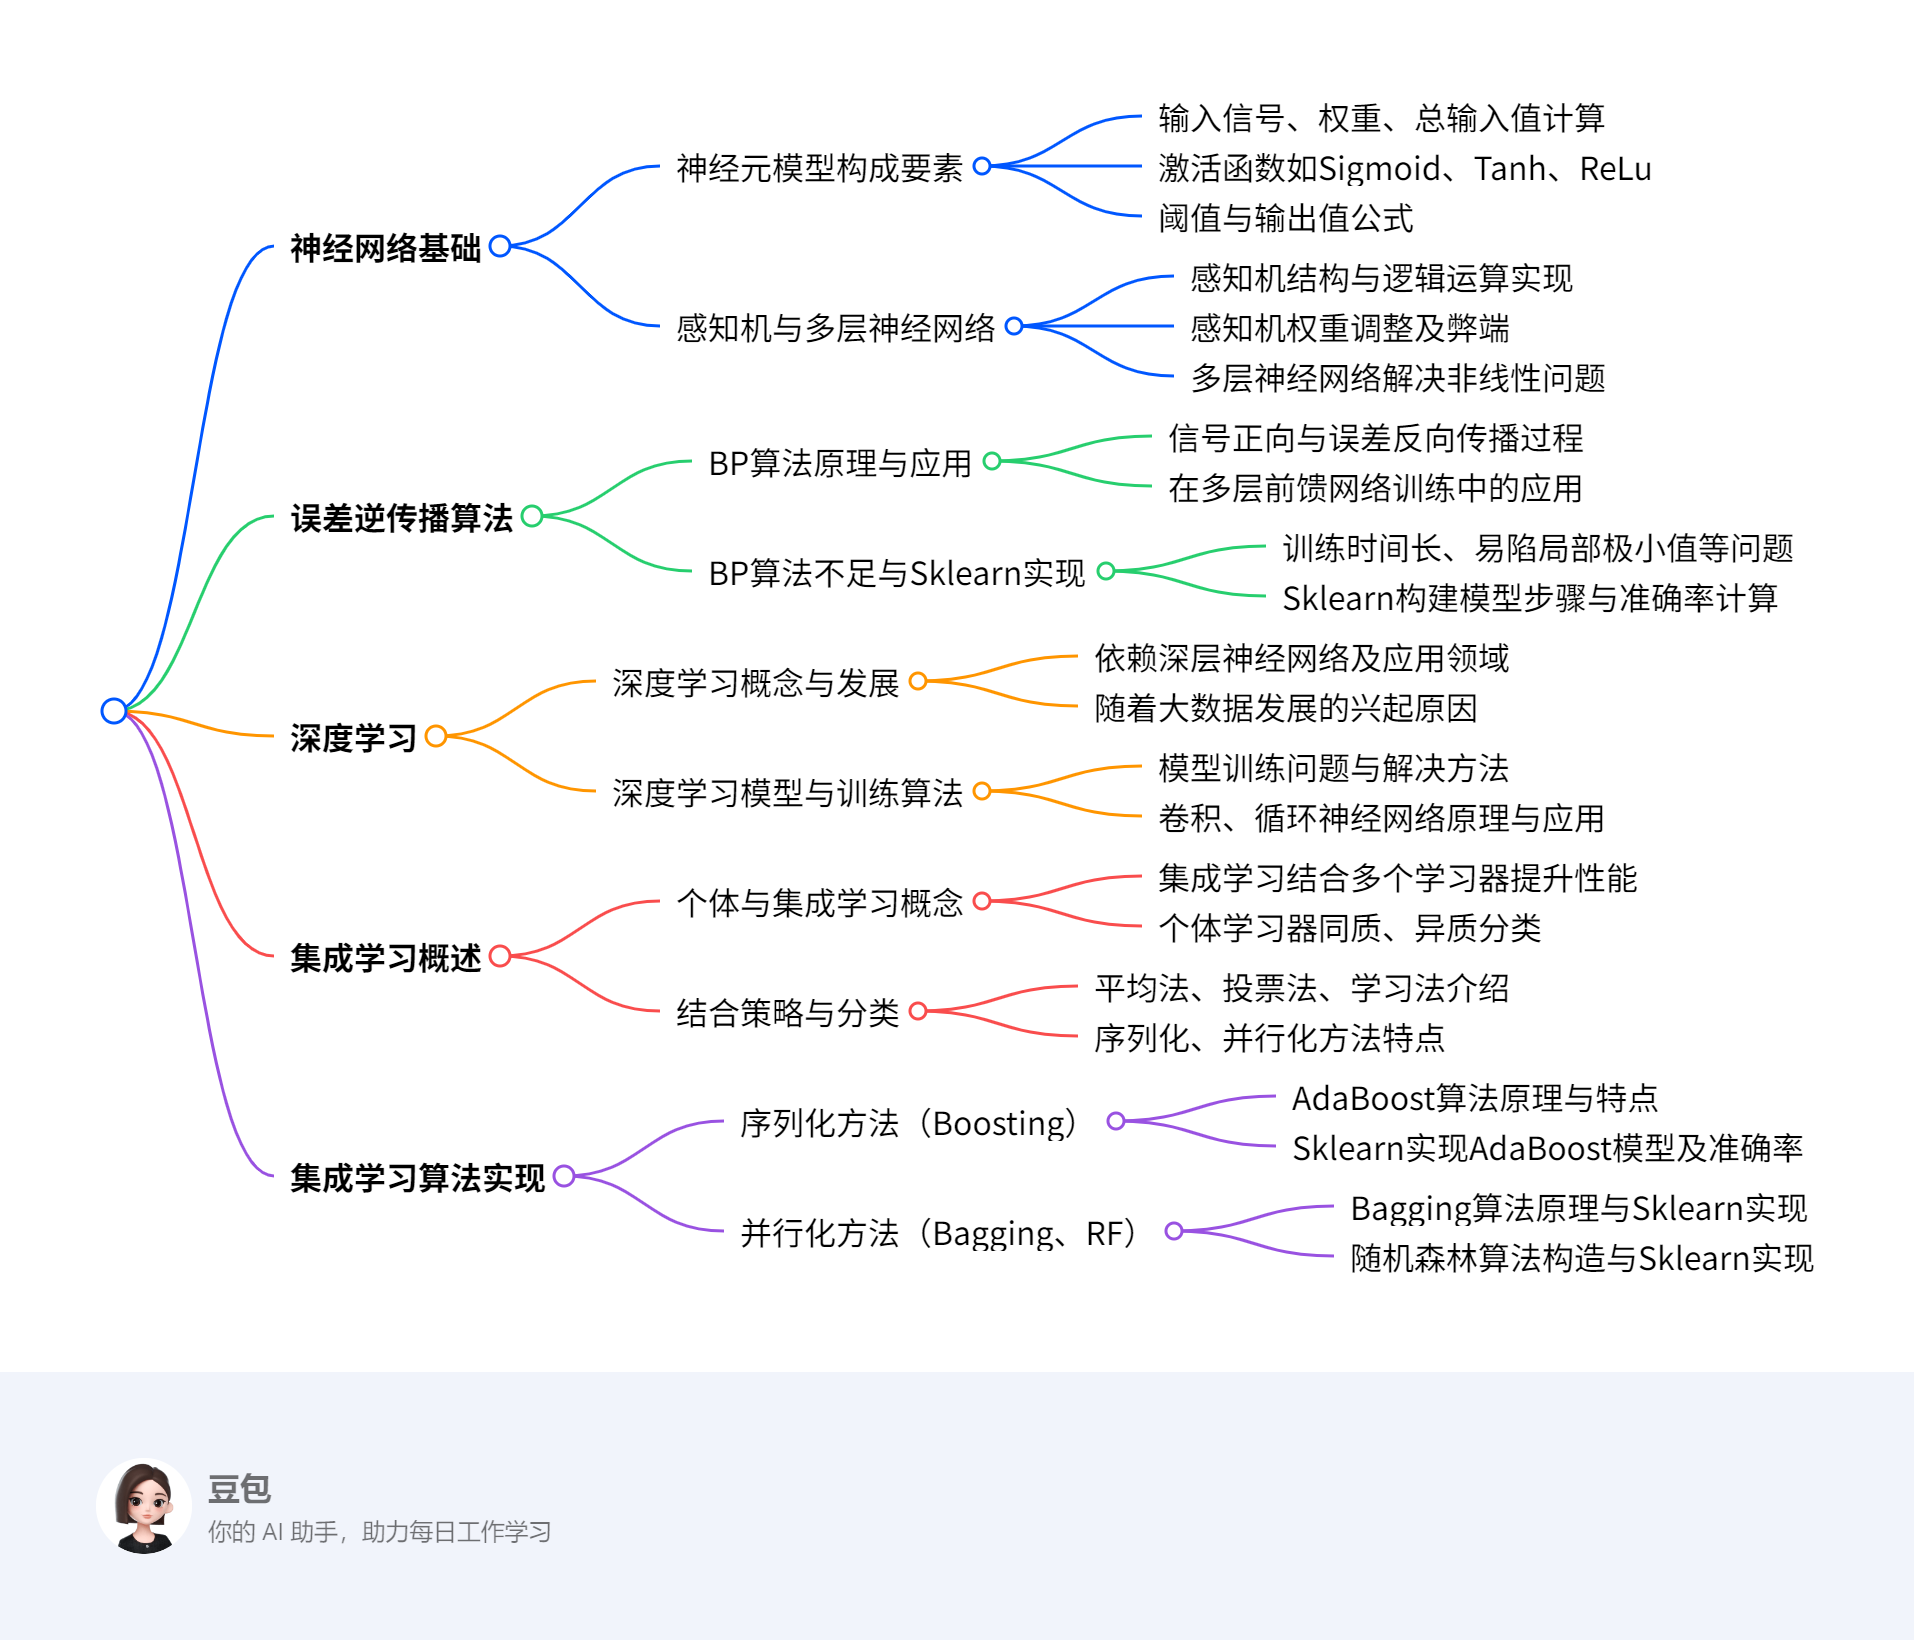 神经网络基础
神经元模型构成要素
输入信号、权重、总输入值计算
激活函数如Sigmoid、Tanh、ReLu
阈值与输出值公式
感知机与多层神经网络
感知机结构与逻辑运算实现
感知机权重调整及弊端
多层神经网络解决非线性问题
误差逆传播算法
BP算法原理与应用
信号正向与误差反向传播过程
在多层前馈网络训练中的应用
BP算法不足与Sklearn实现
训练时间长、易陷局部极小值等问题
Sklearn构建模型步骤与准确率计算
深度学习
深度学习概念与发展
依赖深层神经网络及应用领域
随着大数据发展的兴起原因
深度学习模型与训练算法
模型训练问题与解决方法
卷积、循环神经网络原理与应用
集成学习概述
个体与集成学习概念
集成学习结合多个学习器提升性能
个体学习器同质、异质分类
结合策略与分类
平均法、投票法、学习法介绍
序列化、并行化方法特点
集成学习算法实现
序列化方法（Boosting）
AdaBoost算法原理与特点
Sklearn实现AdaBoost模型及准确率
并行化方法（Bagging、RF）
Bagging算法原理与Sklearn实现
随机森林算法构造与Sklearn实现
豆包
你的 AI 助手，助力每日工作学习